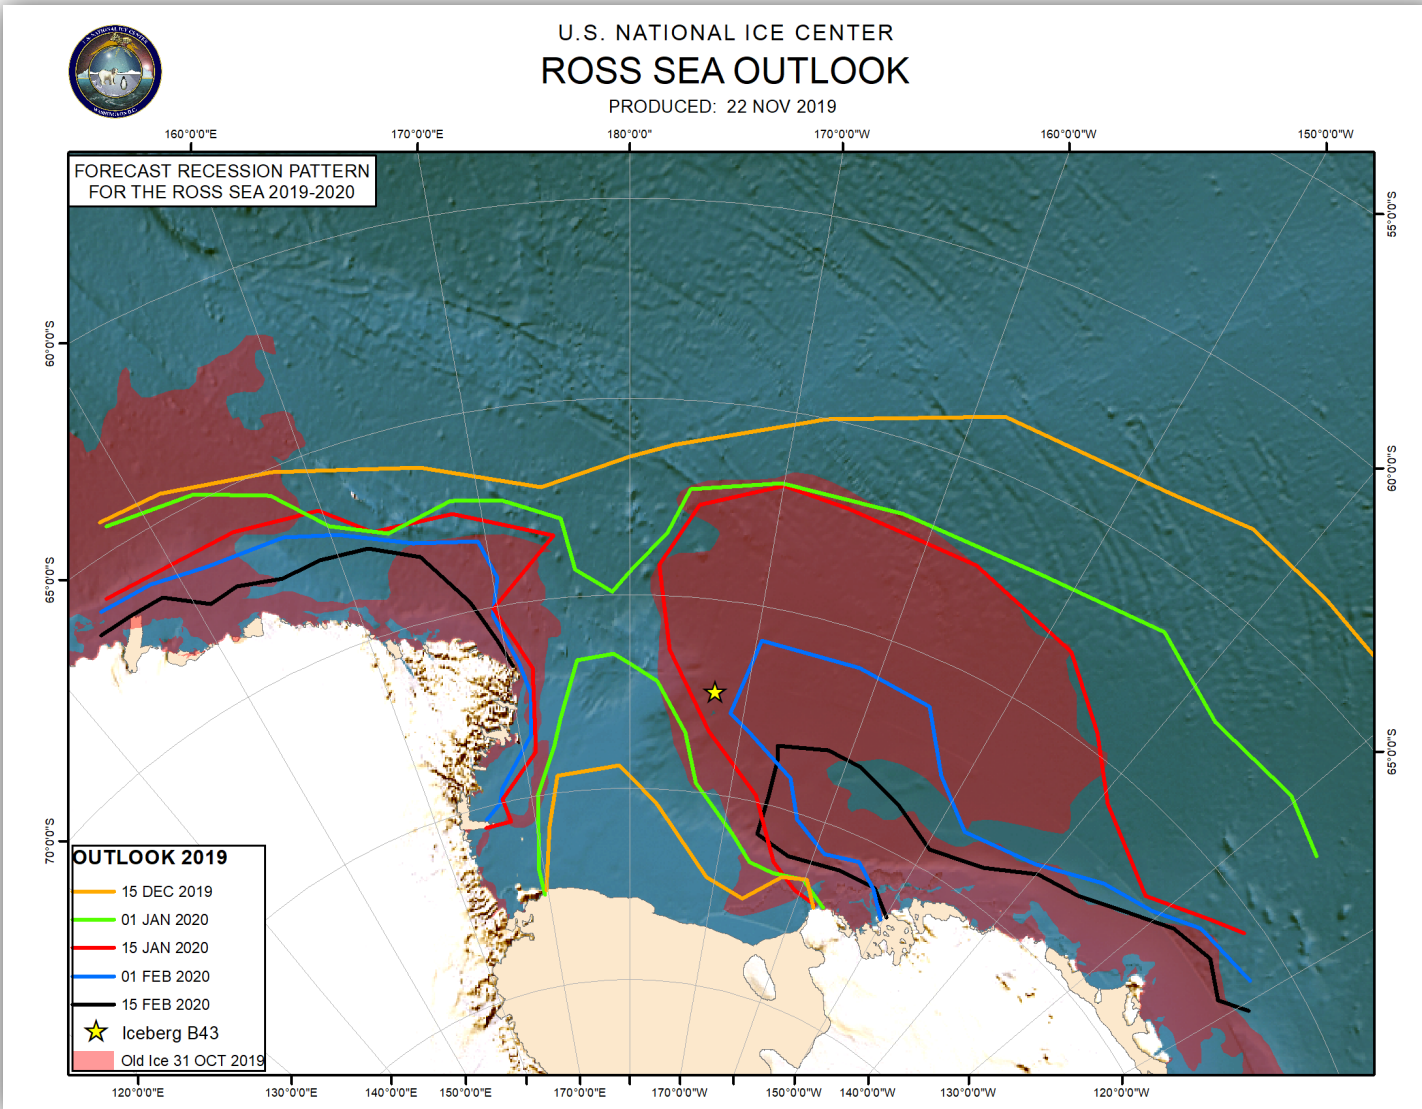 U.S. NATIONAL ICE CENTER
ROSS SEA OUTLOOK
PRODUCED: 22 NOV 2019
160°0'0"E 170°0'0"E 180°0'0" 170°0'0"W 160°0'0"W 150°0'0"W
FORECAST RECESSION PATTERN
FOR THE ROSS SEA 2019-2020
55°0'0"S
60°0'0"S
60°0'0"S
65°0'0"S
65°0'0"S
70°0'0"S
OUTLOOK 2019
15 DEC 2019
01 JAN 2020
15 JAN 2020
01 FEB 2020
15 FEB 2020
Iceberg B43
Old Ice 31 OCT 2019
120°0'0"E 130°0'0"E 140°0'0"E 150°0'0"E 170°0'0"E 170°0'0"W 150°0'0"W 140°0'0"W 130°0'0"W 120°0'0"W